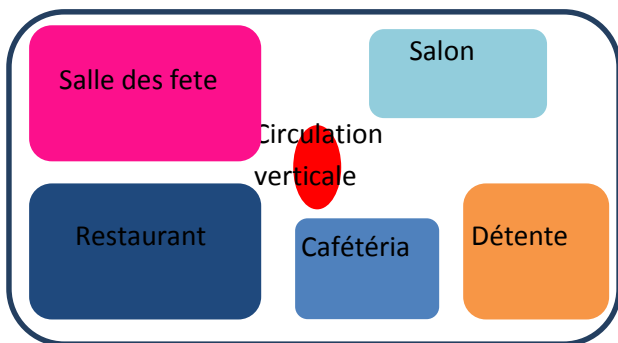 Salle des fete
Salon
Circulation
verticale
Restaurant
Cafétéria
Détente